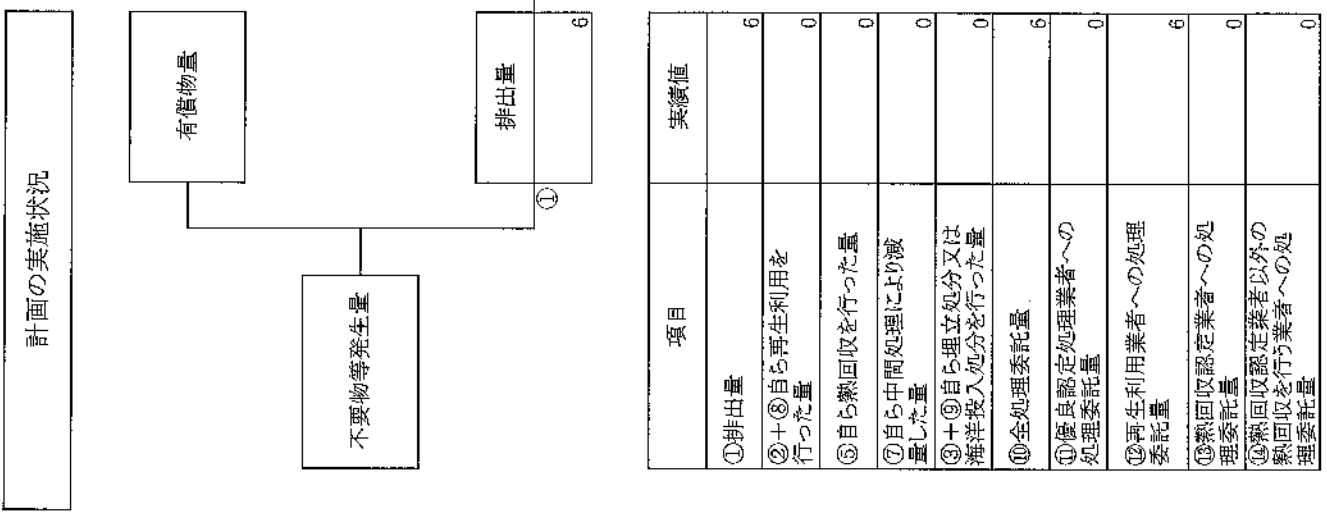 計画の実施状況
有償物量
不要物等発生量
①
排出量
6
項目
実績値
①排出量
6
②+⑧自ら再生利用を
行った量
0
⑤自ら熱回収を行った量
0
⑦自ら中間処理により減
量した量
0
③+⑨自ら埋立処分又は
海洋投入処分を行った量
0
⑩全処理委託量
6
⑪優良認定処理業者への
処理委託量
0
⑫再生利用業者への処理
委託量
6
⑬熱回収認定業者への処
理委託量
0
⑭熱回収認定業者以外の
熱回収を行う業者への処
理委託量
0